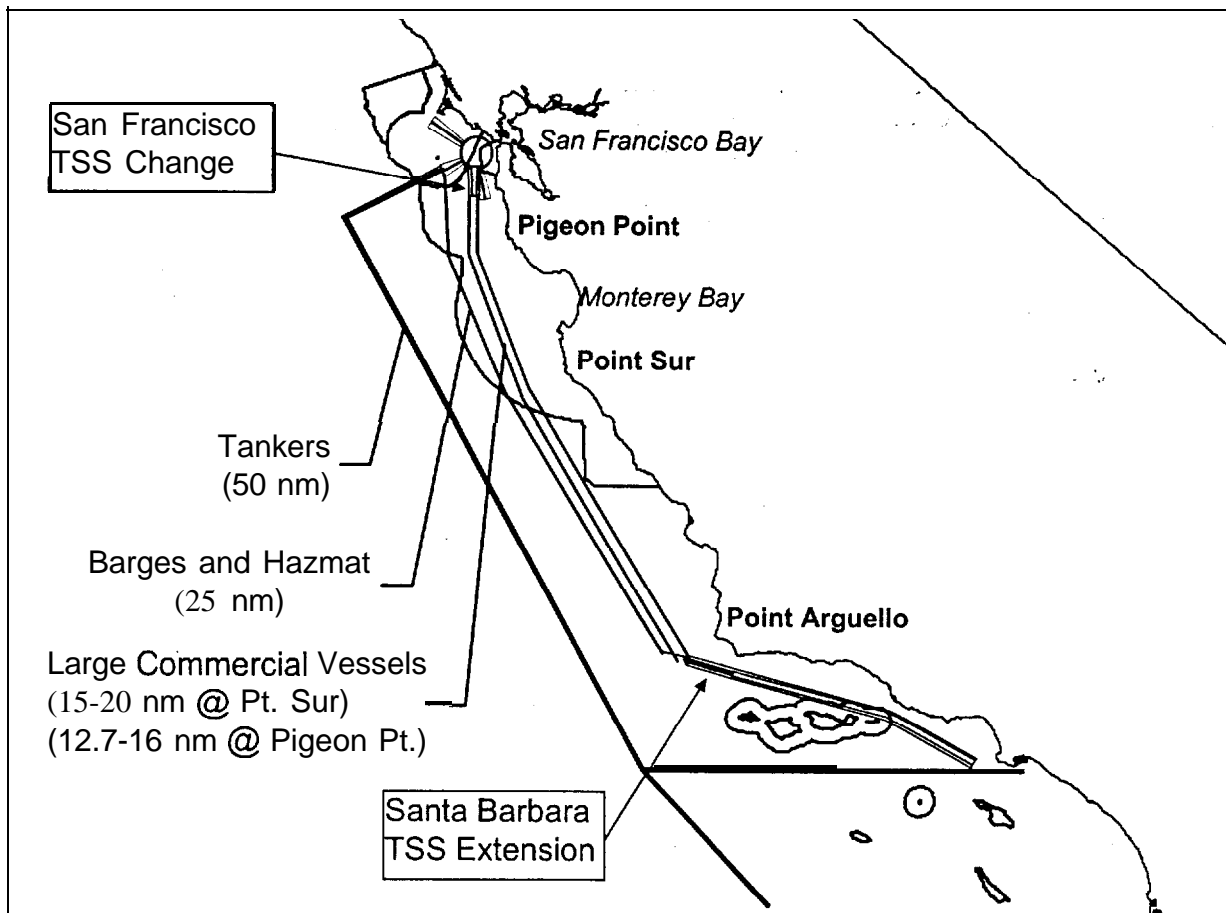 San Francisco
TSS Change
San Francisco Bay
Pigeon Point
Monterey Bay
Point Sur
Tankers
(50 nm)
Barges and Hazmat
(25 nm)
Point Arguello
Large Commercial Vessels
(15-20 nm @ Pt. Sur)
(12.7-16 nm @ Pigeon Pt.)
Santa Barbara
TSS Extension